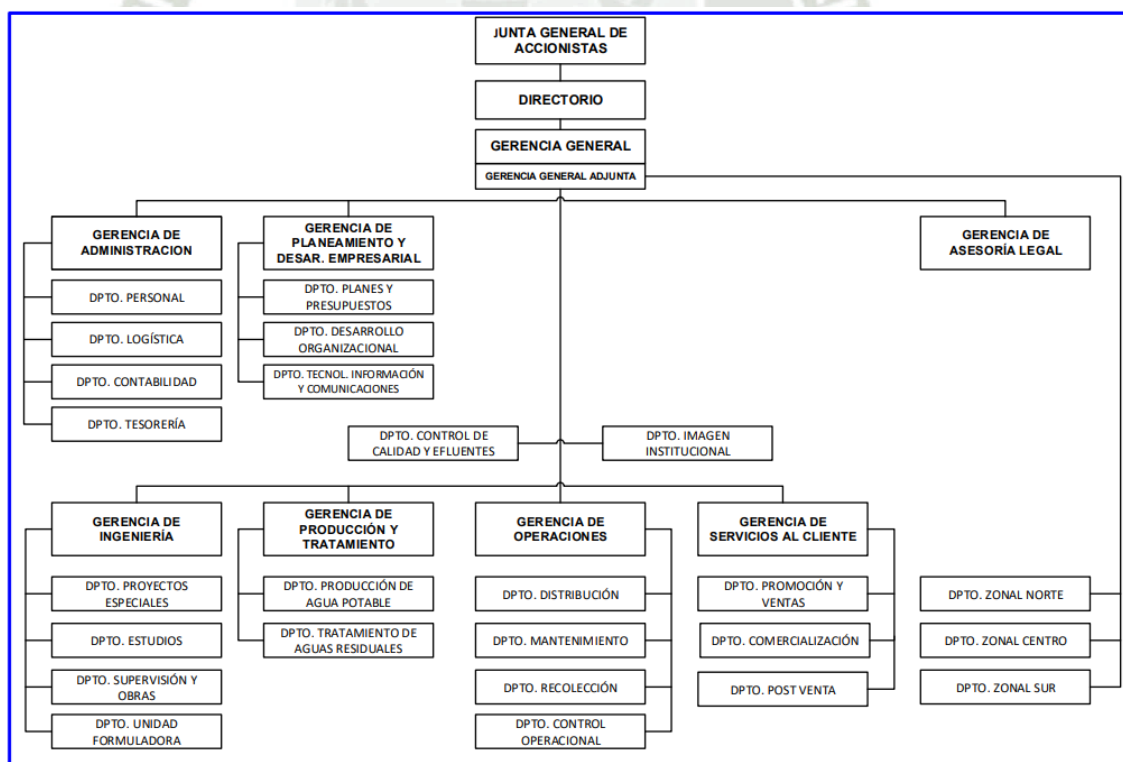 JUNTA GENERAL DE
ACCIONISTAS
DIRECTORIO
GERENCIA GENERAL
GERENCIA GENERAL ADJUNTA
GERENCIA DE
ADMINISTRACION
DPTO. PERSONAL
DPTO. LOGÍSTICA
DPTO. CONTABILIDAD
DPTO. TESORERÍA
GERENCIA DE
PLANEAMIENTO Y
DESAR. EMPRESARIAL
DPTO. PLANES Y
PRESUPUESTOS
DPTO. DESARROLLO
ORGANIZACIONAL
DPTO. TECNOL. INFORMACIÓN
Y COMUNICACIONES
GERENCIA DE
ASESORÍA LEGAL
DPTO. CONTROL DE
CALIDAD Y EFLUENTES
DPTO. IMAGEN
INSTITUCIONAL
GERENCIA DE
INGENIERÍA
DPTO. PROYECTOS
ESPECIALES
DPTO. ESTUDIOS
DPTO. SUPERVISIÓN Y
OBRAS
DPTO. UNIDAD
FORMULADORA
GERENCIA DE
PRODUCCIÓN Y
TRATAMIENTO
DPTO. PRODUCCIÓN DE
AGUA POTABLE
DPTO. TRATAMIENTO DE
AGUAS RESIDUALES
GERENCIA DE
OPERACIONES
DPTO. DISTRIBUCIÓN
DPTO. MANTENIMIENTO
DPTO. RECOLECCIÓN
DPTO. CONTROL
OPERACIONAL
GERENCIA DE
SERVICIOS AL CLIENTE
DPTO. PROMOCIÓN Y
VENTAS
DPTO. COMERCIALIZACIÓN
DPTO. POST VENTA
DPTO. ZONAL NORTE
DPTO. ZONAL CENTRO
DPTO. ZONAL SUR